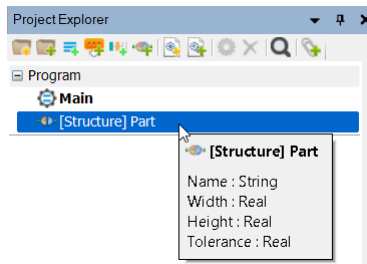 Project Explorer
Program
Main
[Structure] Part
[Structure] Part
Name : String
Width : Real
Height : Real
Tolerance : Real